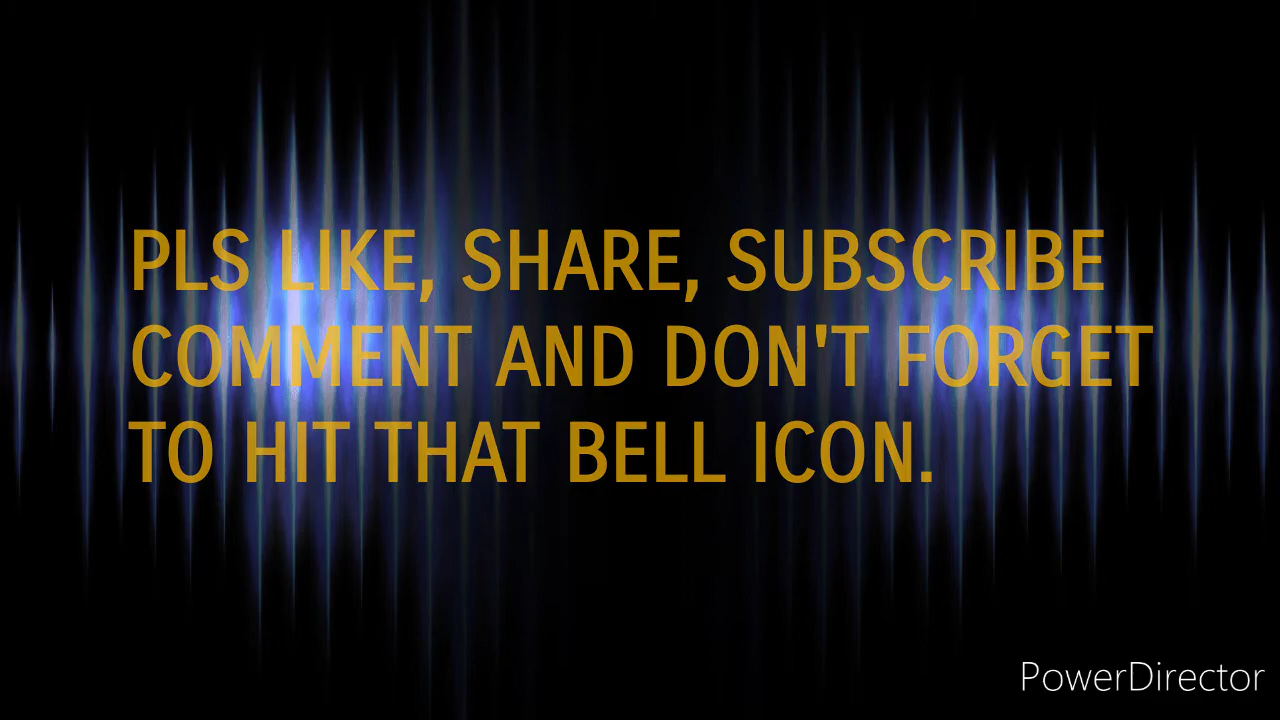 PLS LIKE, SHARE, SUBSCRIBE
COMMENT AND DON'T FORGET
TO HIT THAT BELL ICON.
PowerDirector